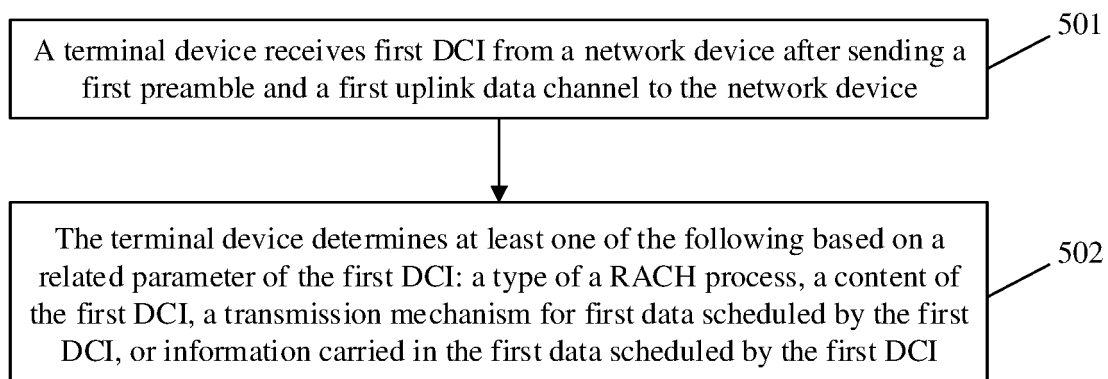 501
A terminal device receives first DCI from a network device after sending a
first preamble and a first uplink data channel to the network device
502
The terminal device determines at least one of the following based on a
related parameter of the first DCI: a type of a RACH process, a content of
the first DCI, a transmission mechanism for first data scheduled by the first
DCI, or information carried in the first data scheduled by the first DCI